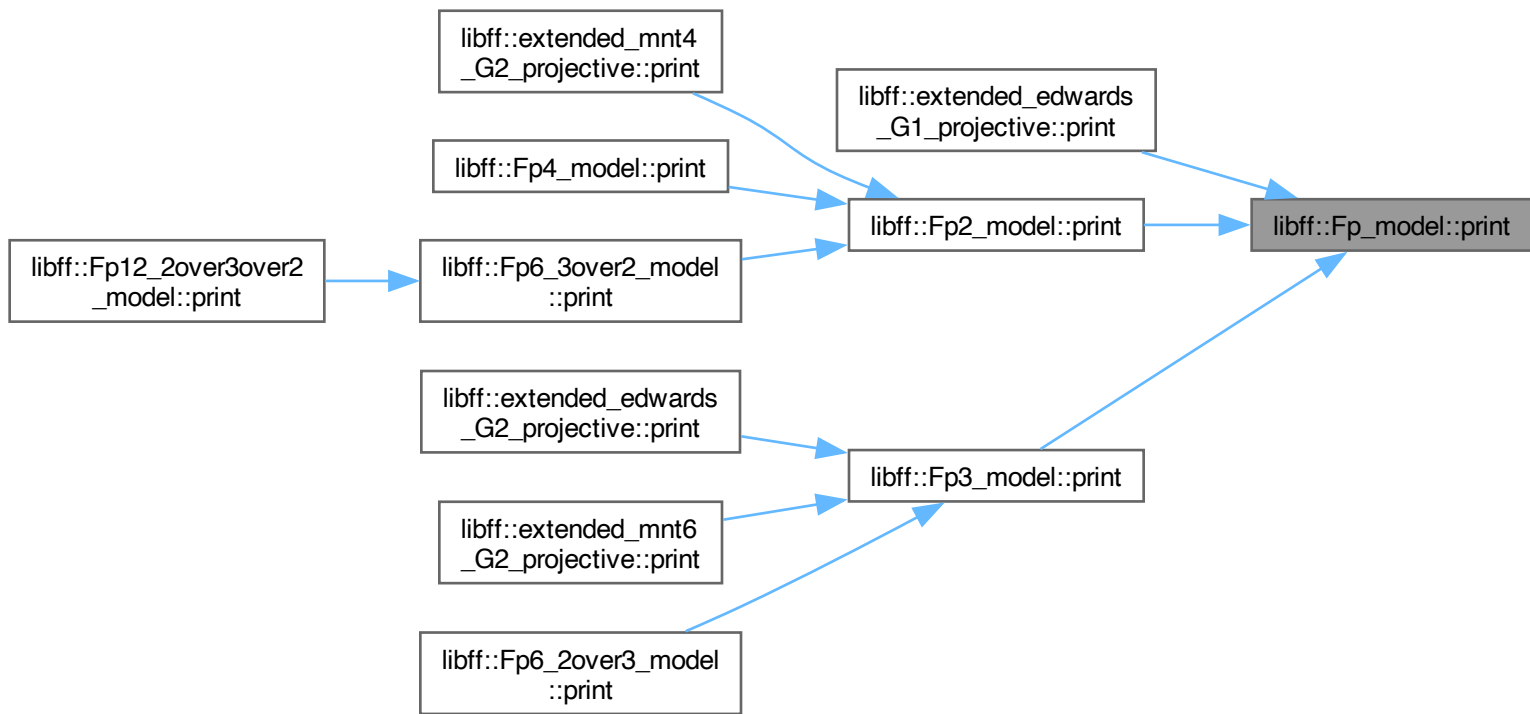 libff::extended_mnt4
_G2_projective::print
libff::extended_edwards
_G1_projective::print
libff::Fp4_model::print
libff::Fp2_model::print
libff::Fp_model::print
libff::Fp12_2over3over2
_model::print
libff::Fp6_3over2_model
::print
libff::extended_edwards
_G2_projective::print
libff::Fp3_model::print
libff::extended_mnt6
_G2_projective::print
libff::Fp6_2over3_model
::print